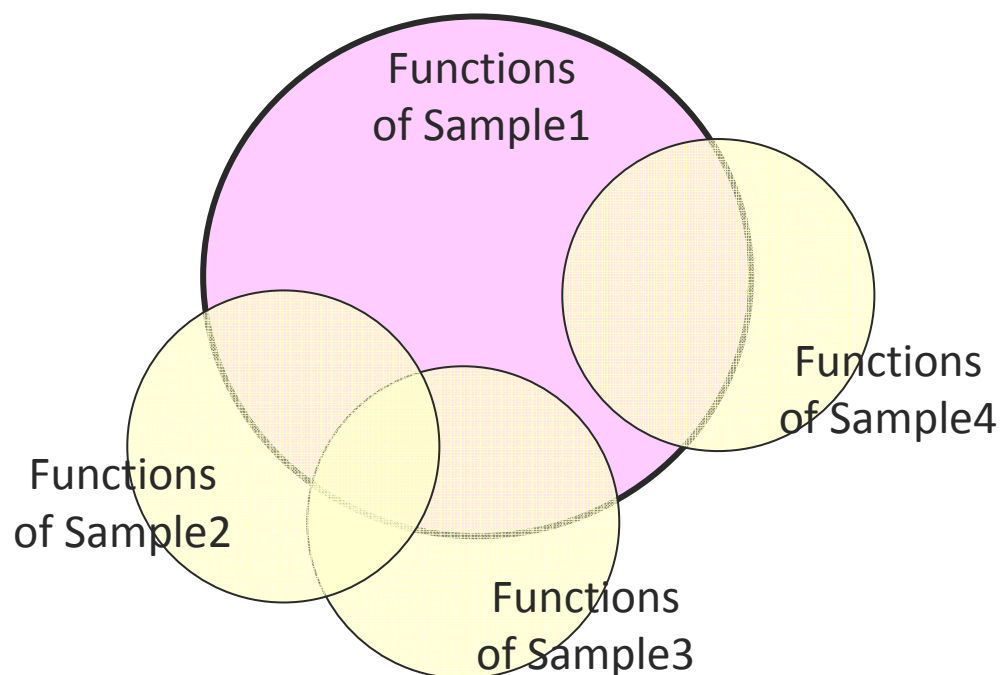 Functions
of Sample1
Functions
of Sample4
Functions
of Sample2
Functions
of Sample3